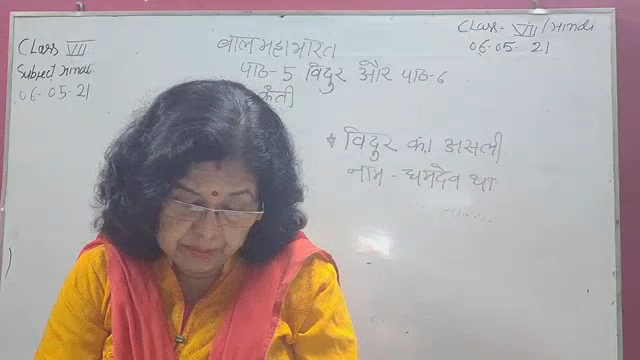 CLass VII
Subject Hindi
06.05.21
बाल महाभारत
पाठ-5 विदुर और पाठ-6
कुंती
CLass- VII/Hindi
06.05.21
* विदुर का असली
नाम - धर्मदेव था